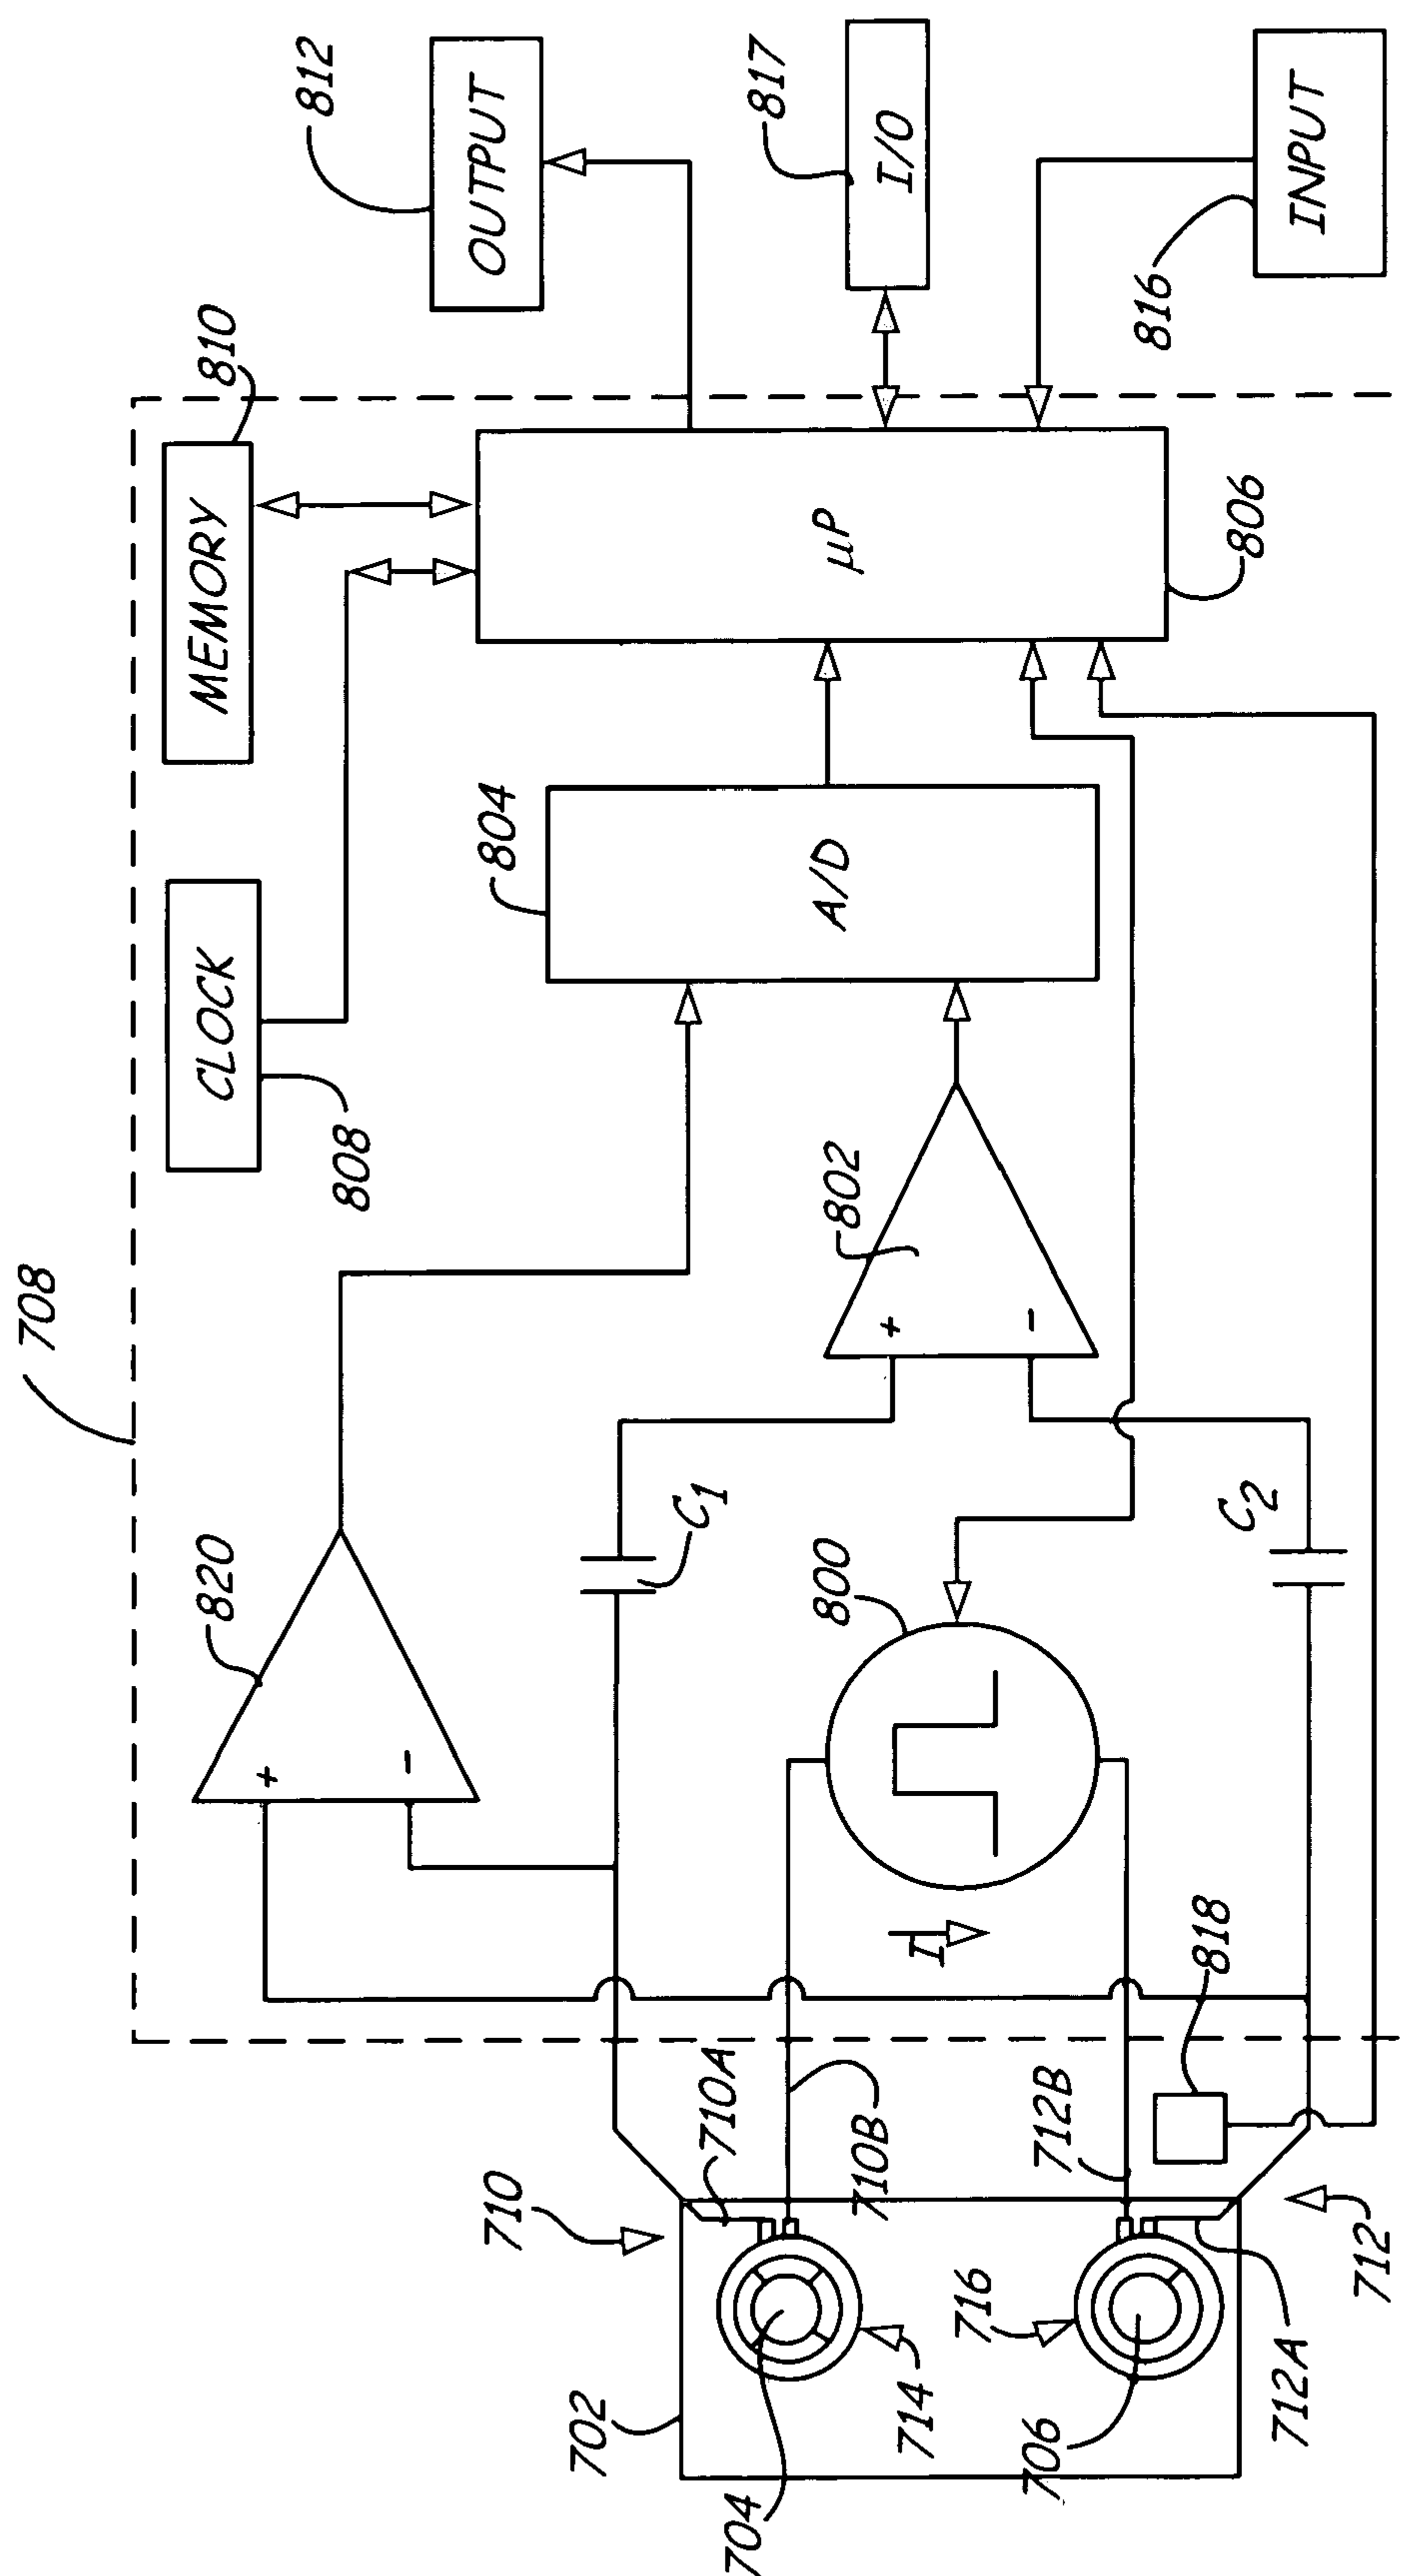 708
CLOCK
808
MEMORY
810
OUTPUT
812
820
+
-
804
A/D
μP
806
I/O
817
INPUT
816
C1
802
+
-
800
C2
I
818
710
710A
710B
712B
712
712A
702
704
714
716
706